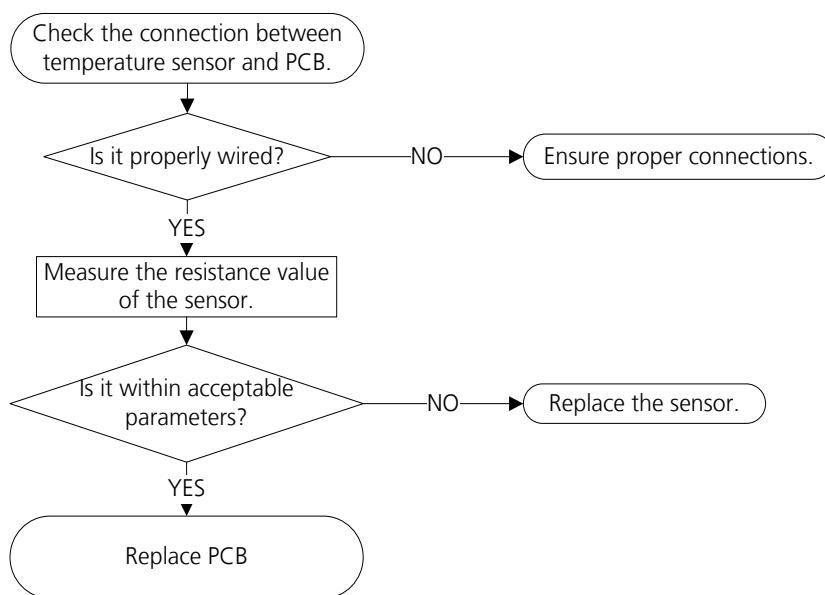 Check the connection between
temperature sensor and PCB.
Is it properly wired?
NO
Ensure proper connections.
YES
Measure the resistance value
of the sensor.
Is it within acceptable
parameters?
NO
Replace the sensor.
YES
Replace PCB